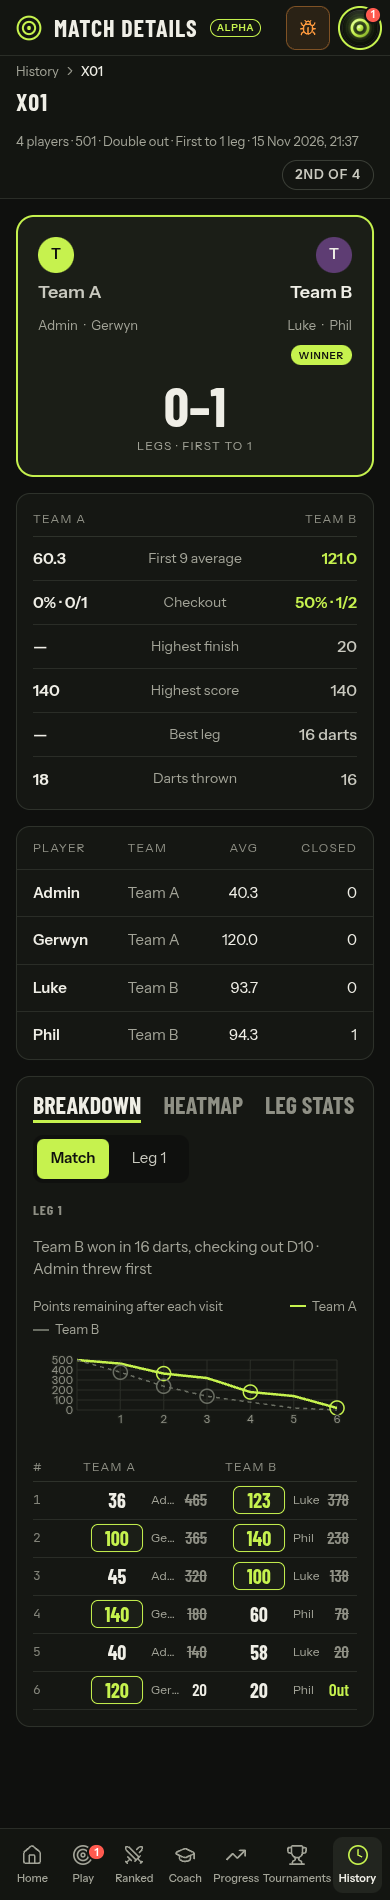 MATCH DETAILS ALPHA 1
History > X01
X01
4 players · 501 · Double out · First to 1 leg · 15 Nov 2026, 21:37
2ND OF 4
T T
Team A Team B
Admin · Gerwyn Luke · Phil
WINNER
0–1
LEGS · FIRST TO 1
TEAM A TEAM B
60.3 First 9 average 121.0
0% · 0/1 Checkout 50% · 1/2
— Highest finish 20
140 Highest score 140
— Best leg 16 darts
18 Darts thrown 16
PLAYER TEAM AVG CLOSED
Admin Team A 40.3 0
Gerwyn Team A 120.0 0
Luke Team B 93.7 0
Phil Team B 94.3 1
BREAKDOWN HEATMAP LEG STATS
Match Leg 1
LEG 1
Team B won in 16 darts, checking out D10 ·
Admin threw first
Points remaining after each visit — Team A
— Team B
500
400
300
200
100
0
1 2 3 4 5 6
# TEAM A TEAM B
1 36 Ad... 465 123 Luke 378
2 100 Ge... 365 140 Phil 238
3 45 Ad... 320 100 Luke 138
4 140 Ge... 180 60 Phil 78
5 40 Ad... 140 58 Luke 20
6 120 Ger... 20 20 Phil Out
1
Home Play Ranked Coach Progress Tournaments History